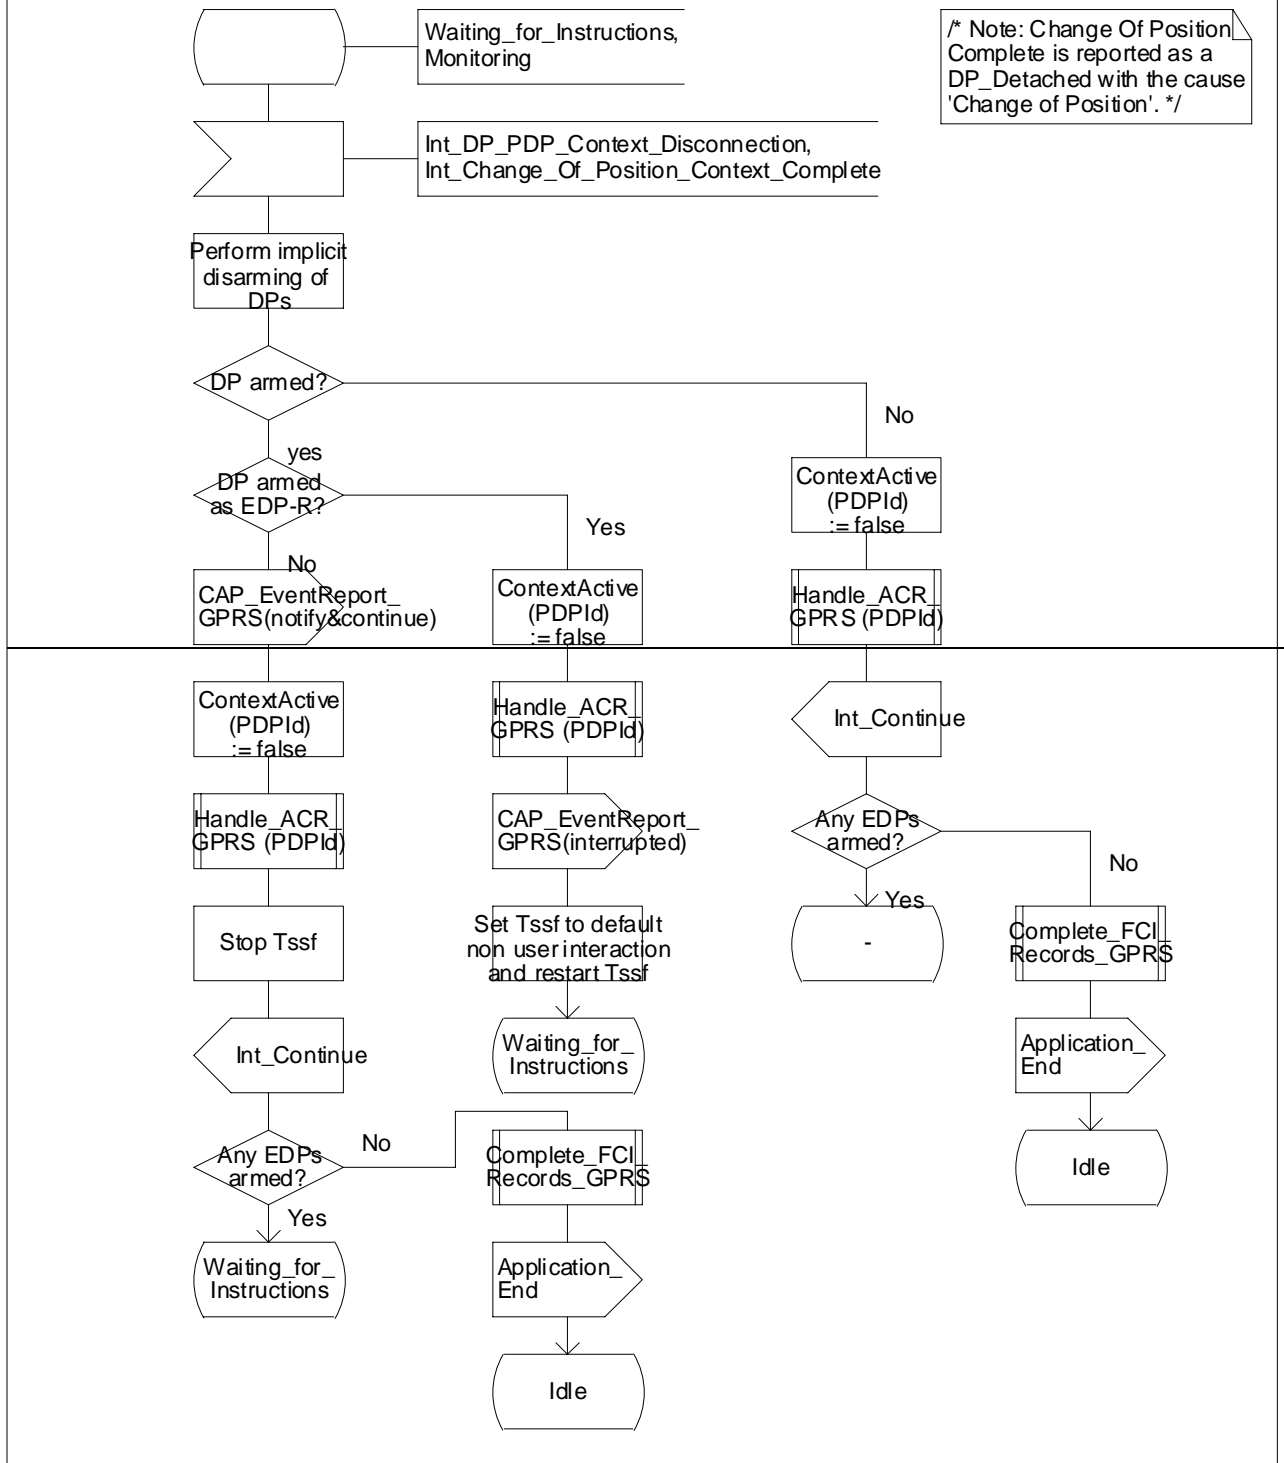 Waiting_for_Instructions,
Monitoring
/* Note: Change Of Position
Complete is reported as a
DP_Detached with the cause
'Change of Position'. */
Int_DP_PDP_Context_Disconnection,
Int_Change_Of_Position_Context_Complete
Perform implicit
disarming of
DPs
DP armed?
No
yes
DP armed
as EDP-R?
Yes
No
ContextActive
(PDPId)
:= false
CAP_EventReport_
GPRS(notify&continue)
ContextActive
(PDPId)
:= false
Handle_ACR_
GPRS (PDPId)
ContextActive
(PDPId)
:= false
Handle_ACR_
GPRS (PDPId)
Int_Continue
Handle_ACR_
GPRS (PDPId)
CAP_EventReport_
GPRS(interrupted)
Any EDPs
armed?
No
Yes
Stop Tssf
Set Tssf to default
non user interaction
and restart Tssf
-
Complete_FCI_
Records_GPRS
Int_Continue
Waiting_for_
Instructions
Application_
End
Any EDPs
armed?
No
Yes
Complete_FCI_
Records_GPRS
Idle
Waiting_for_
Instructions
Application_
End
Idle